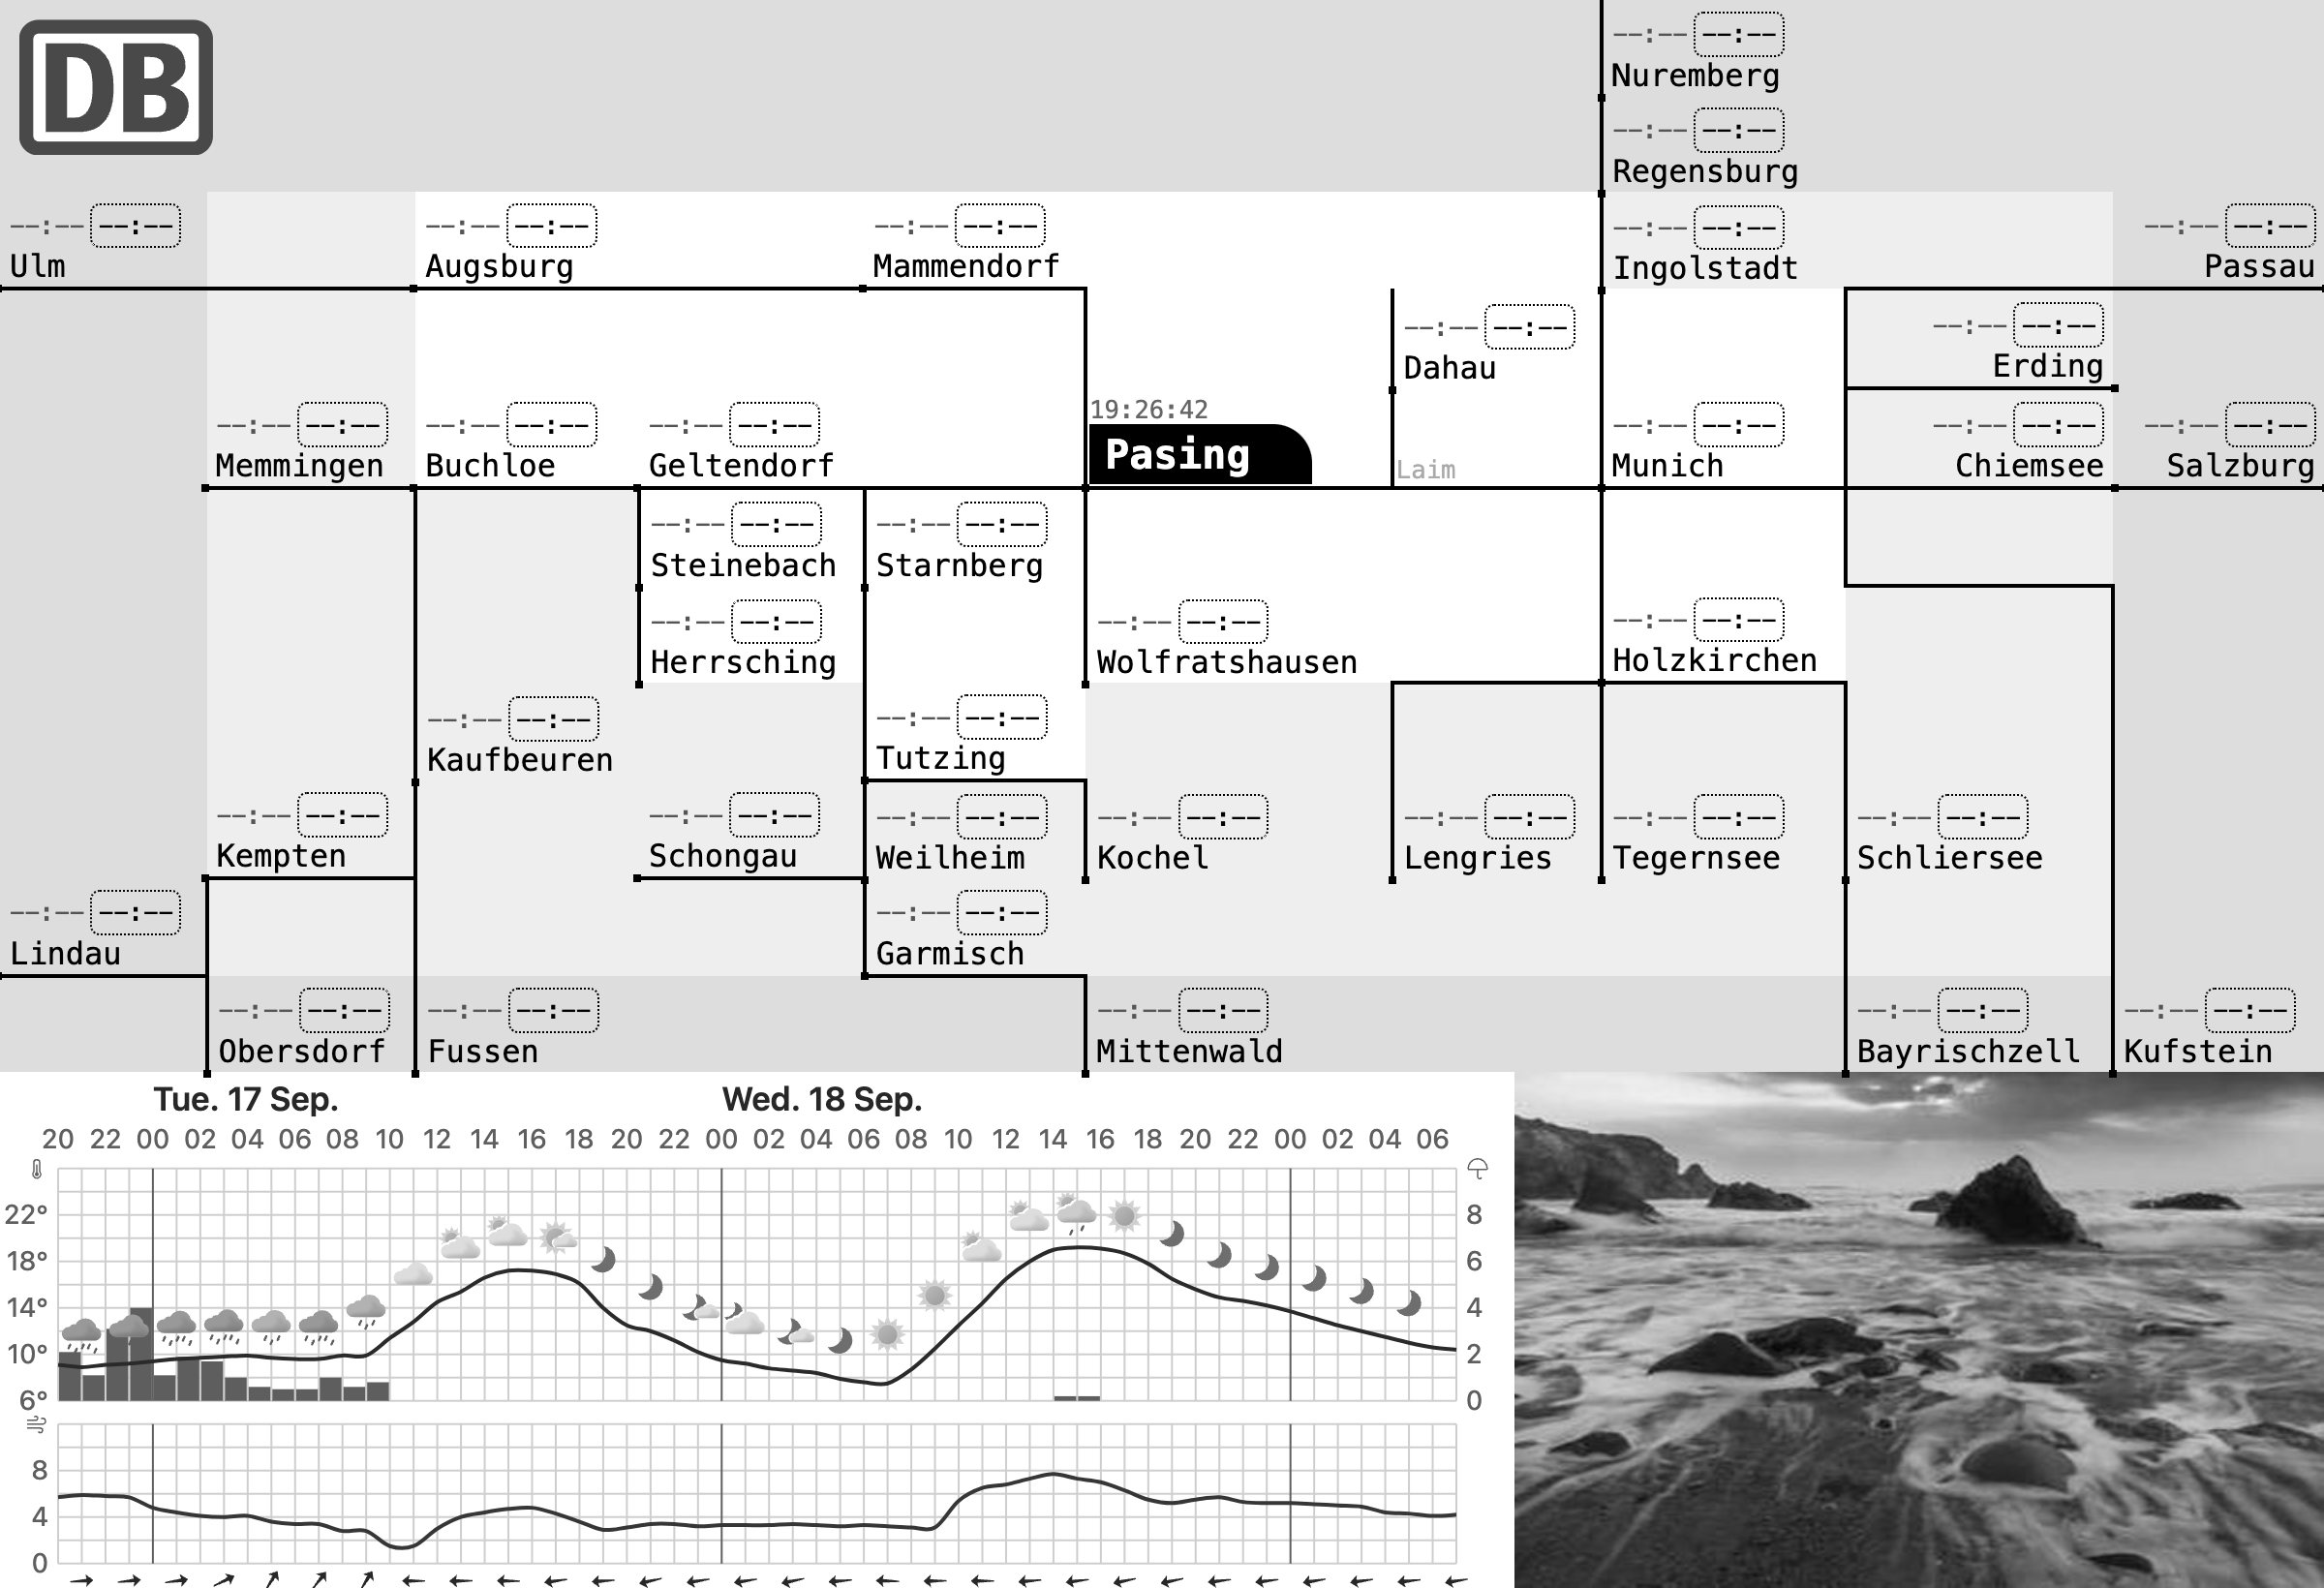 DB
--:-- --:--
Nuremberg
--:-- --:--
Regensburg
--:-- --:--
Ulm
--:-- --:--
Augsburg
--:-- --:--
Mammendorf
--:-- --:--
Ingolstadt
--:-- --:--
Passau
--:-- --:--
Dahau
--:-- --:--
Erding
--:-- --:--
Memmingen
--:-- --:--
Buchloe
--:-- --:--
Geltendorf
19:26:42
Pasing
Laim
--:-- --:--
Munich
--:-- --:--
Chiemsee
--:-- --:--
Salzburg
--:-- --:--
Steinebach
--:-- --:--
Starnberg
--:-- --:--
Herrsching
--:-- --:--
Wolfratshausen
--:-- --:--
Holzkirchen
--:-- --:--
Kaufbeuren
--:-- --:--
Tutzing
--:-- --:--
Kempten
--:-- --:--
Schongau
--:-- --:--
Weilheim
--:-- --:--
Kochel
--:-- --:--
Lengries
--:-- --:--
Tegernsee
--:-- --:--
Schliersee
--:-- --:--
Lindau
--:-- --:--
Garmisch
--:-- --:--
Obersdorf
--:-- --:--
Fussen
--:-- --:--
Mittenwald
--:-- --:--
Bayrischzell
--:-- --:--
Kufstein
Tue. 17 Sep. Wed. 18 Sep.
20 22 00 02 04 06 08 10 12 14 16 18 20 22 00 02 04 06 08 10 12 14 16 18 20 22 00 02 04 06
22° 8
18° 6
14° 4
10° 2
6° 0
8
4
0